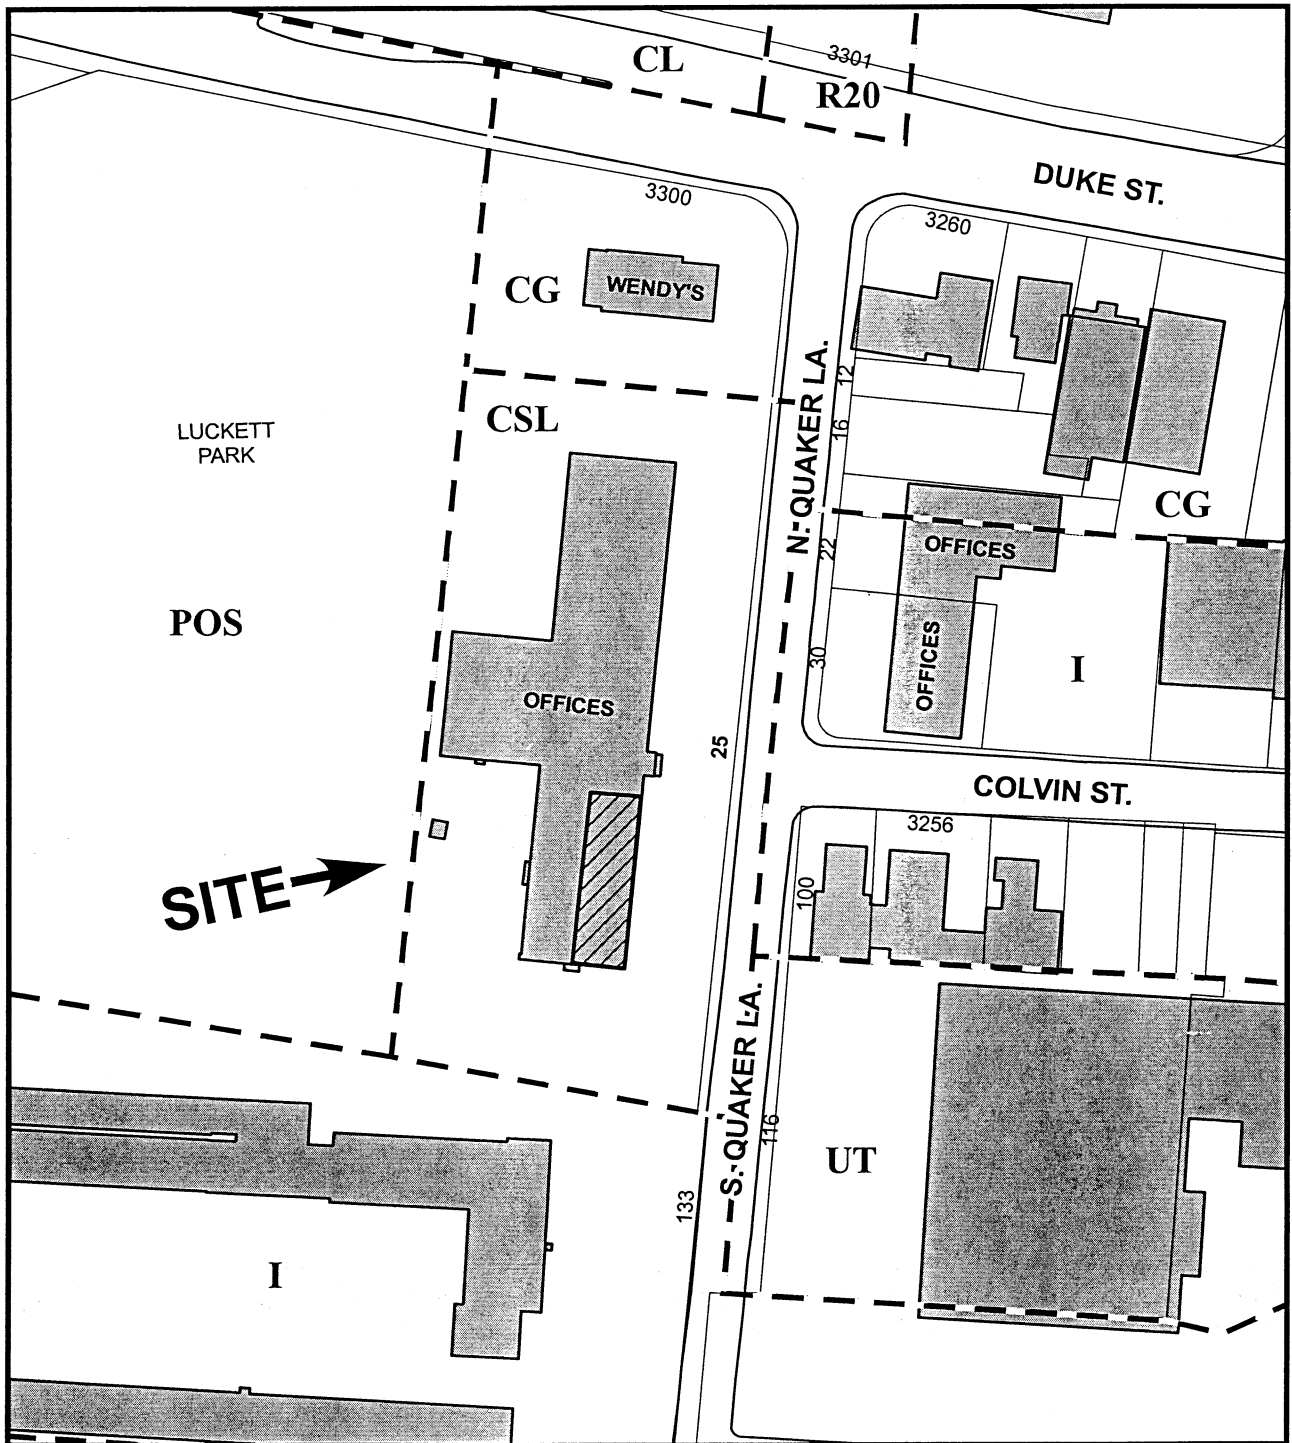 CL
3301
R20
DUKE ST.
3300
3260
CG
WENDY'S
12
N. QUAKER LA.
CSL
16
LUCKETT
PARK
CG
22
OFFICES
POS
OFFICES
30
I
OFFICES
25
COLVIN ST.
3256
SITE
100
S. QUAKER LA.
116
UT
133
I